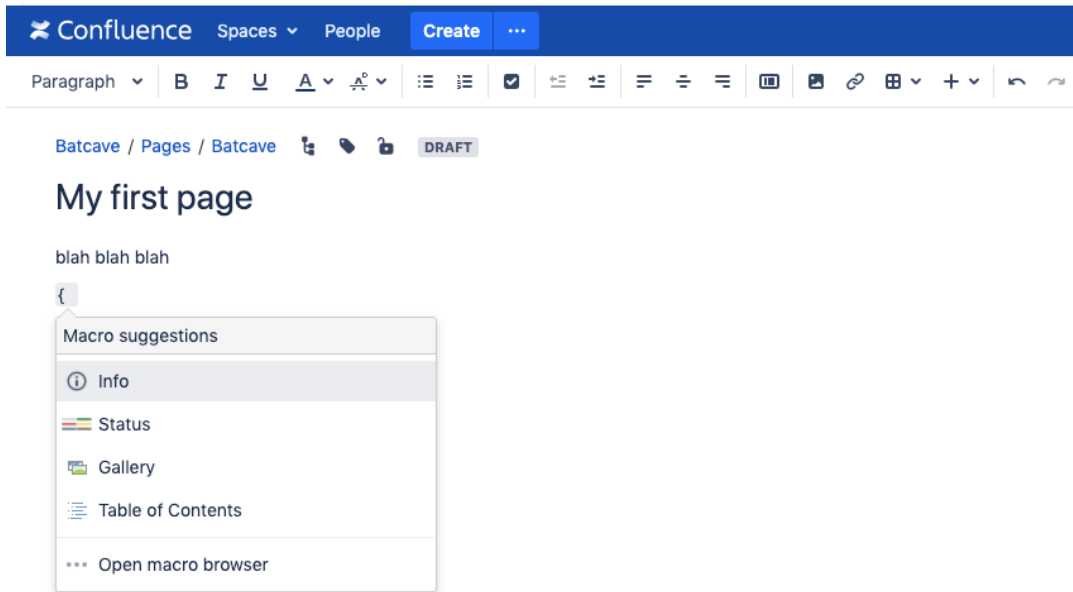 Confluence Spaces People Create ...
Paragraph B I U A A
Batcave / Pages / Batcave DRAFT
My first page
blah blah blah
{
Macro suggestions
Info
Status
Gallery
Table of Contents
Open macro browser